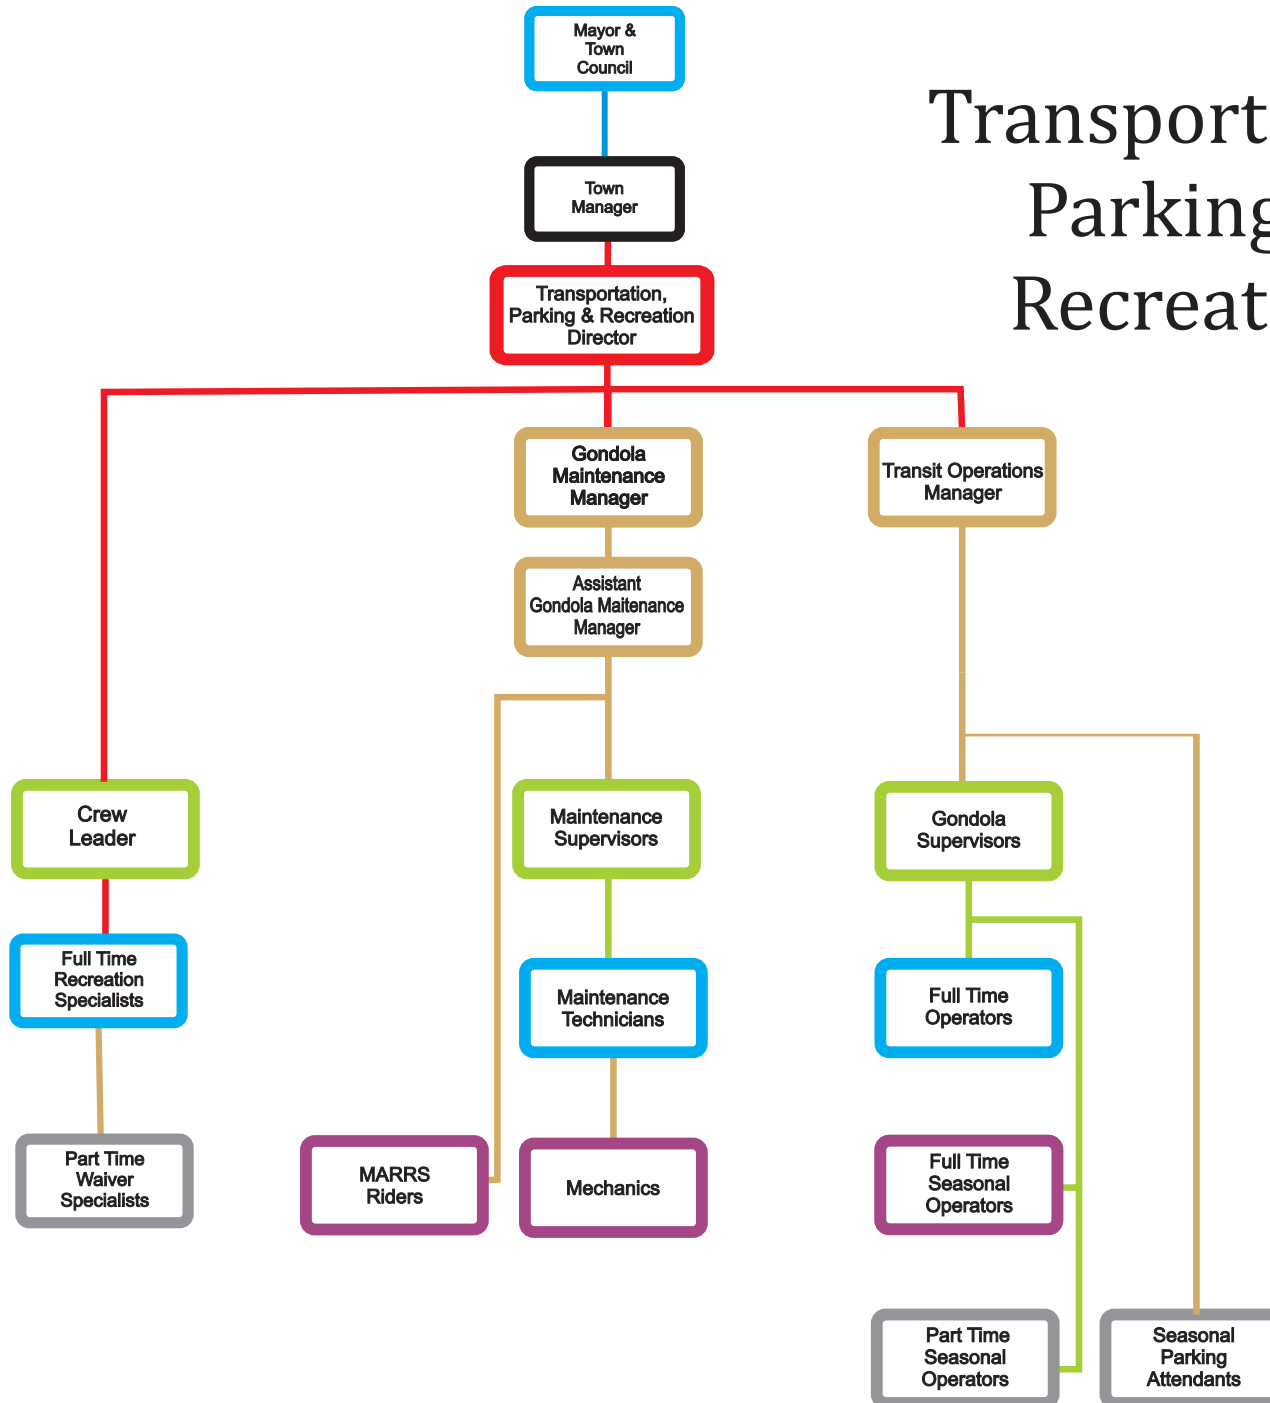 Mayor &
Town
Council
Transport
Parking
Recreat
Town
Manager
Transportation,
Parking & Recreation
Director
Gondola
Maintenance
Manager
Transit Operations
Manager
Assistant
Gondola Maitenance
Manager
Crew
Leader
Maintenance
Supervisors
Gondola
Supervisors
Full Time
Recreation
Specialists
Maintenance
Technicians
Full Time
Operators
Part Time
Waiver
Specialists
MARRS
Riders
Mechanics
Full Time
Seasonal
Operators
Part Time
Seasonal
Operators
Seasonal
Parking
Attendants